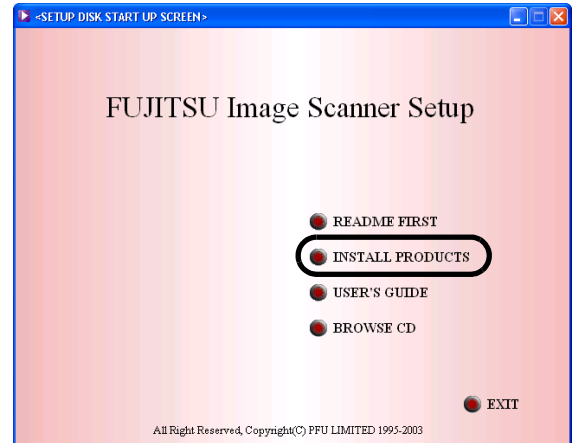 <SETUP DISK START UP SCREEN>
FUJITSU Image Scanner Setup
README FIRST
INSTALL PRODUCTS
USER'S GUIDE
BROWSE CD
EXIT
All Right Reserved, Copyright(C) PFU LIMITED 1995-2003